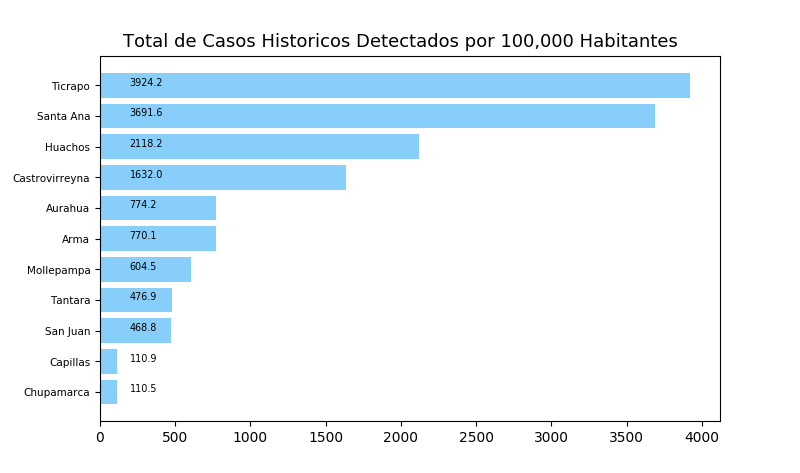 Total de Casos Historicos Detectados por 100,000 Habitantes
Ticrapo 3924.2
Santa Ana 3691.6
Huachos 2118.2
Castrovirreyna 1632.0
Aurahua 774.2
Arma 770.1
Mollepampa 604.5
Tantara 476.9
San Juan 468.8
Capillas 110.9
Chupamarca 110.5
0 500 1000 1500 2000 2500 3000 3500 4000